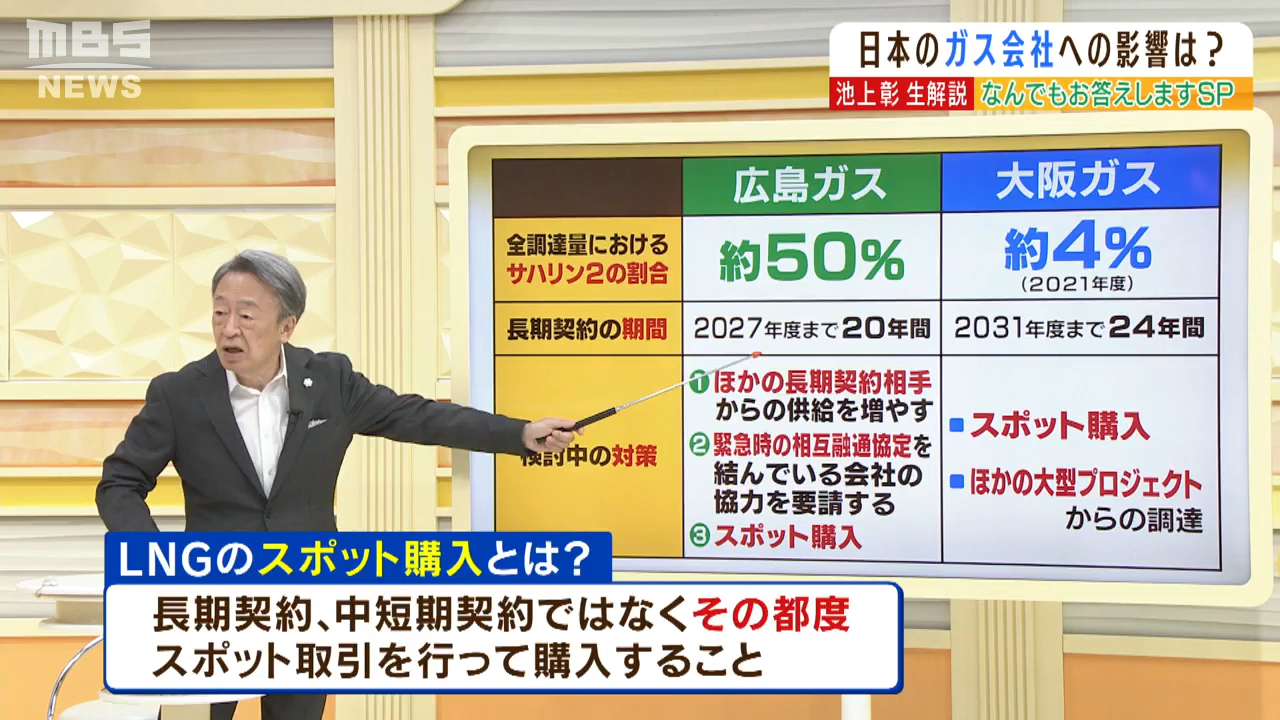 MBS
NEWS
日本のガス会社への影響は？
池上彰 生解説 なんでもお答えしますSP
広島ガス 大阪ガス
全調達量における
サハリン2の割合
約50％
約4％
（2021年度）
長期契約の期間 2027年度まで20年間 2031年度まで24年間
検討中の対策
①ほかの長期契約相手
からの供給を増やす
②緊急時の相互融通協定を
結んでいる会社の
協力を要請する
③スポット購入
スポット購入
ほかの大型プロジェクト
からの調達
LNGのスポット購入とは？
長期契約、中短期契約ではなくその都度
スポット取引を行って購入すること